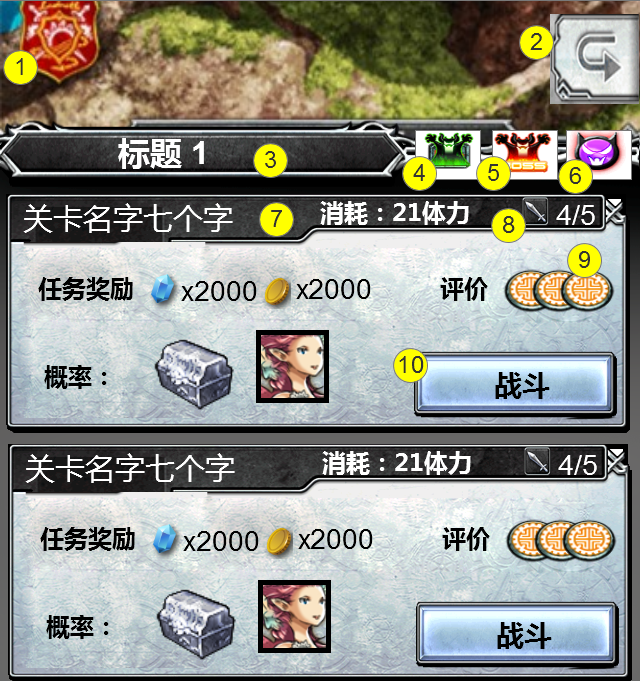 1
2
标题 1
3
4
5
BOSS
6
关卡名字七个字
7
消耗：21体力
8
4/5
9
任务奖励 x2000 x2000 评价
10
概率：
战斗
关卡名字七个字 消耗：21体力 4/5
任务奖励 x2000 x2000 评价
概率：
战斗